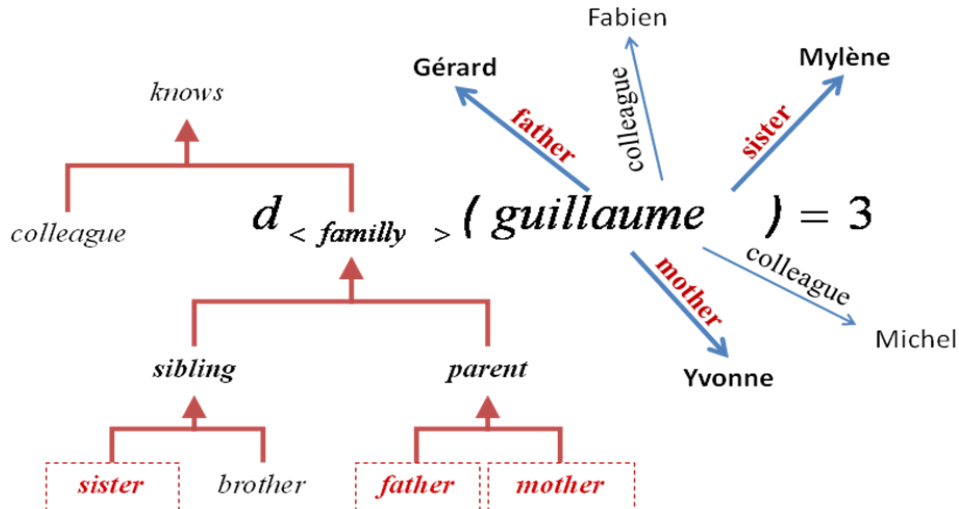 Fabien
Gérard
Mylène
knows
father
colleague
sister
colleague
d < familly > ( guillaume ) = 3
mother
colleague
Michel
sibling
parent
Yvonne
sister
brother
father
mother